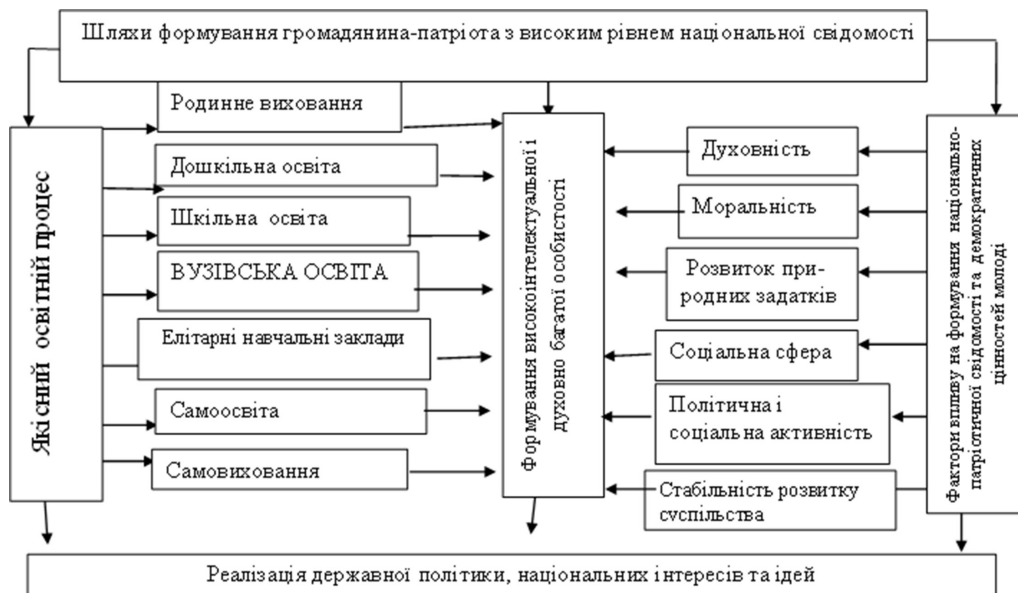 Шляхи формування громадянина-патріота з високим рівнем національної свідомості
Якісний освітній процес
Родинне виховання
Дошкільна освіта
Шкільна освіта
ВУЗІВСЬКА ОСВІТА
Елітарні навчальні заклади
Самоосвіта
Самовиховання
Формування високоінтелектуальної і
духовно багатої особистості
Духовність
Моральність
Розвиток при-
родних задатків
Соціальна сфера
Політична і
соціальна активність
Стабільність розвитку
суспільства
Фактори впливу на формування національно-
патріотичної свідомості та демократичних
цінностей молоді
Реалізація державної політики, національних інтересів та ідей